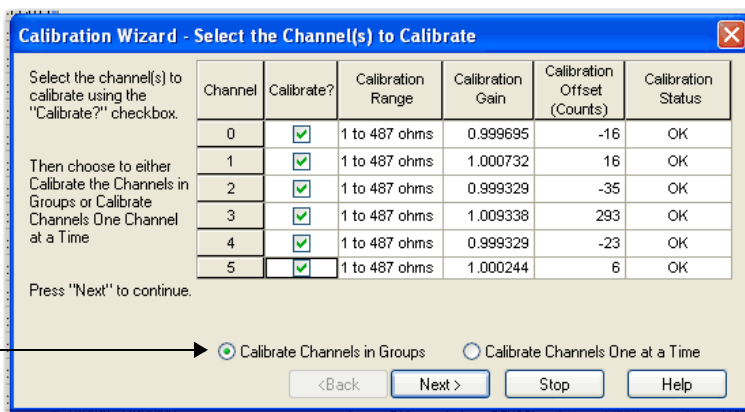 Calibration Wizard - Select the Channel(s) to Calibrate
Select the channel(s) to
calibrate using the
"Calibrate?" checkbox.
Then choose to either
Calibrate the Channels in
Groups or Calibrate
Channels One Channel
at a Time
Press "Next" to continue.
Channel Calibrate? Calibration Range Calibration Gain Calibration Offset (Counts) Calibration Status
0 1 to 487 ohms 0.999695 -16 OK
1 1 to 487 ohms 1.000732 16 OK
2 1 to 487 ohms 0.999329 -35 OK
3 1 to 487 ohms 1.009338 293 OK
4 1 to 487 ohms 0.999329 -23 OK
5 1 to 487 ohms 1.000244 6 OK
Calibrate Channels in Groups Calibrate Channels One at a Time
<Back Next > Stop Help